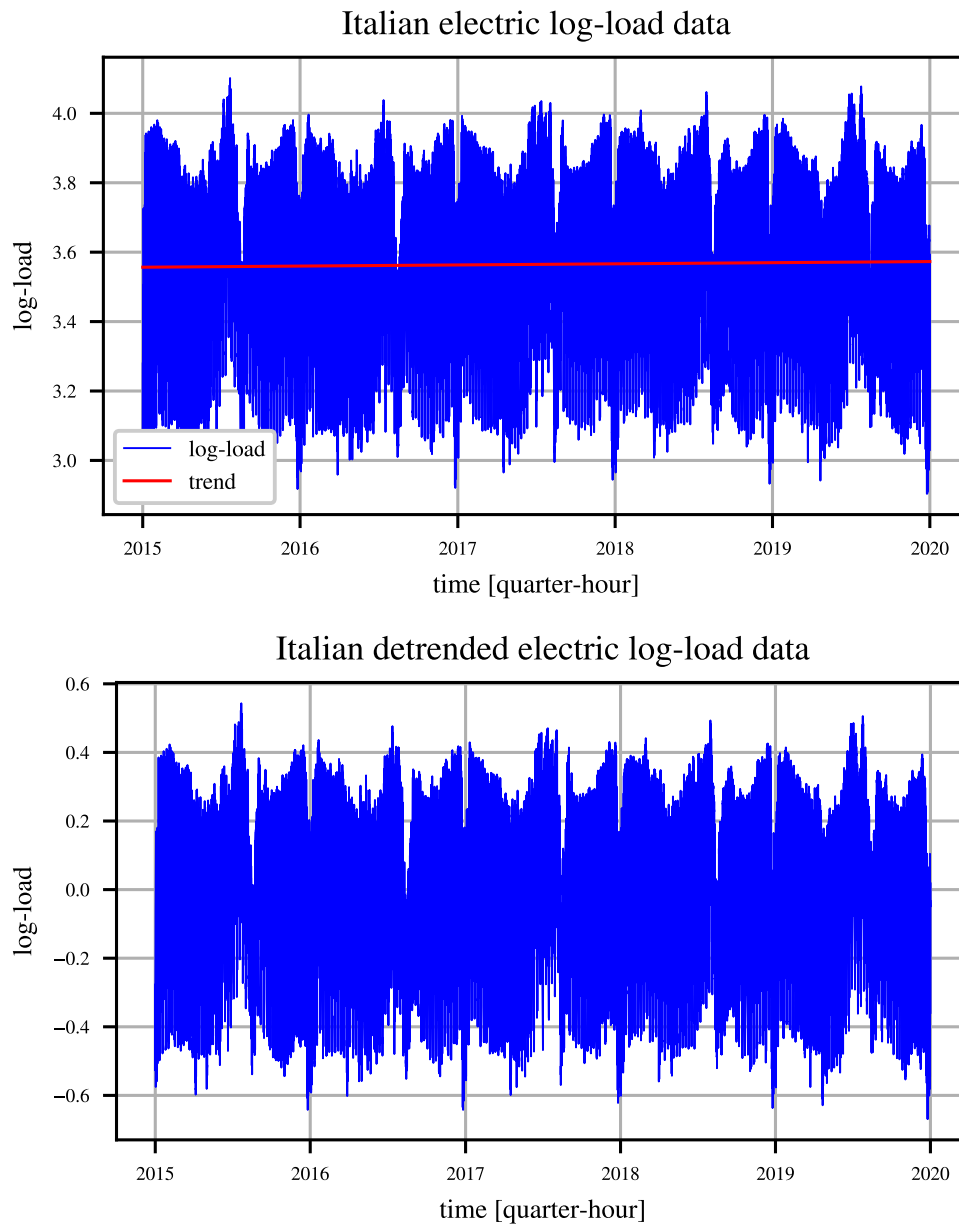 Italian electric log-load data
4.0
3.8
3.6
3.4
3.2
3.0
log-load
log-load
trend
2015 2016 2017 2018 2019 2020
time [quarter-hour]
Italian detrended electric log-load data
0.6
0.4
0.2
0.0
−0.2
−0.4
−0.6
log-load
2015 2016 2017 2018 2019 2020
time [quarter-hour]